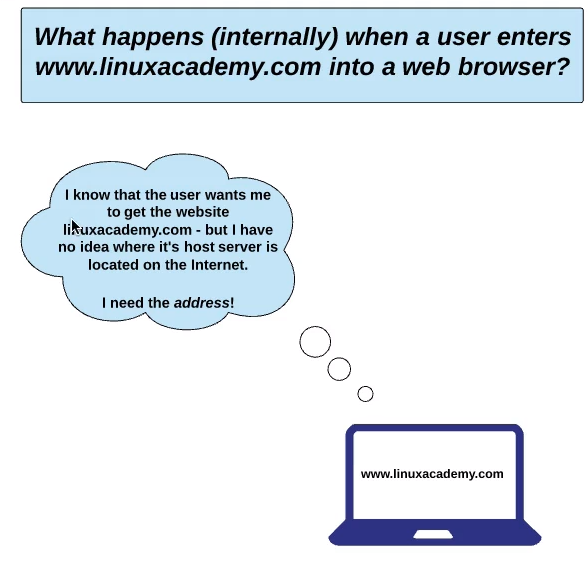 What happens (internally) when a user enters
www.linuxacademy.com into a web browser?
I know that the user wants me
to get the website
linuxacademy.com - but I have
no idea where it's host server is
located on the Internet.
I need the address!
www.linuxacademy.com